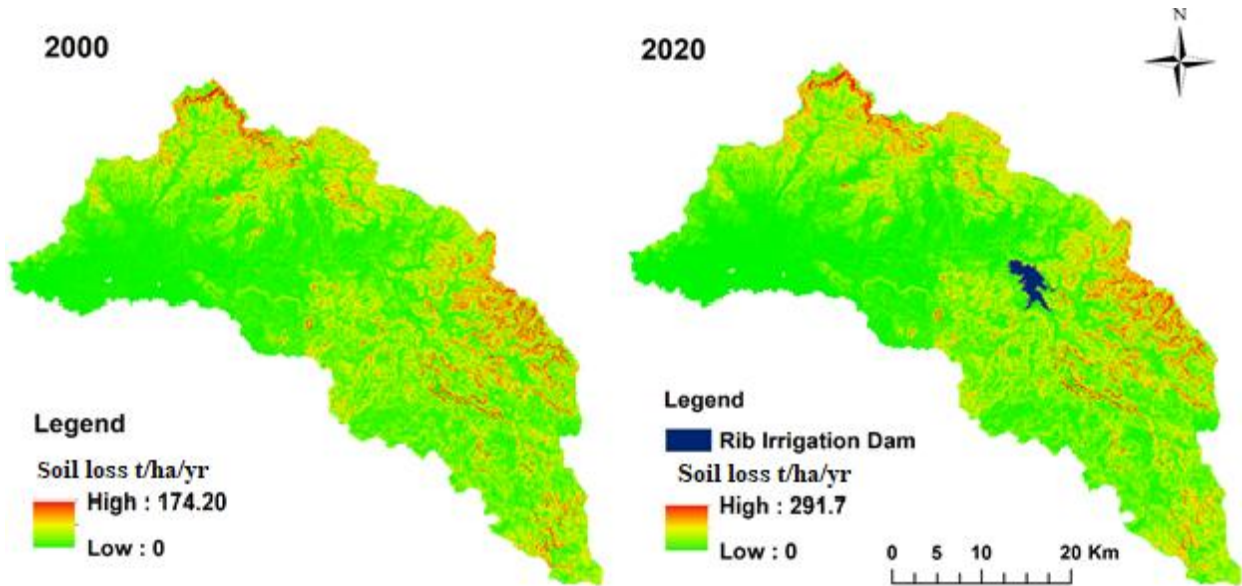 2000
Legend
Soil loss t/ha/yr
High : 174.20
Low : 0
2020
N
Legend
Rib Irrigation Dam
Soil loss t/ha/yr
High : 291.7
Low : 0
0 5 10 20 Km